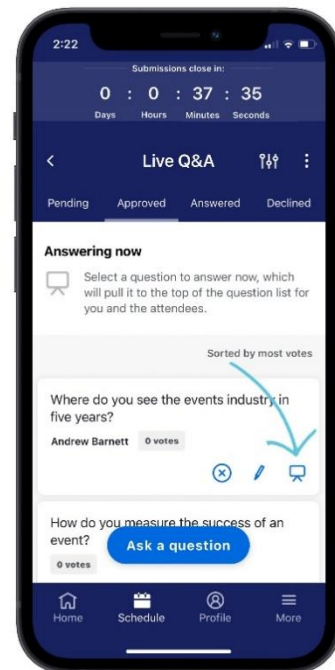 2:22
Submissions close in:
0 : 0 : 37 : 35
Days Hours Minutes Seconds
Live Q&A
Pending Approved Answered Declined
Answering now
Select a question to answer now, which
will pull it to the top of the question list for
you and the attendees.
Sorted by most votes
Where do you see the events industry in
five years?
Andrew Barnett 0 votes
How do you measure the success of an
event?
Ask a question
0 votes
Home Schedule Profile More